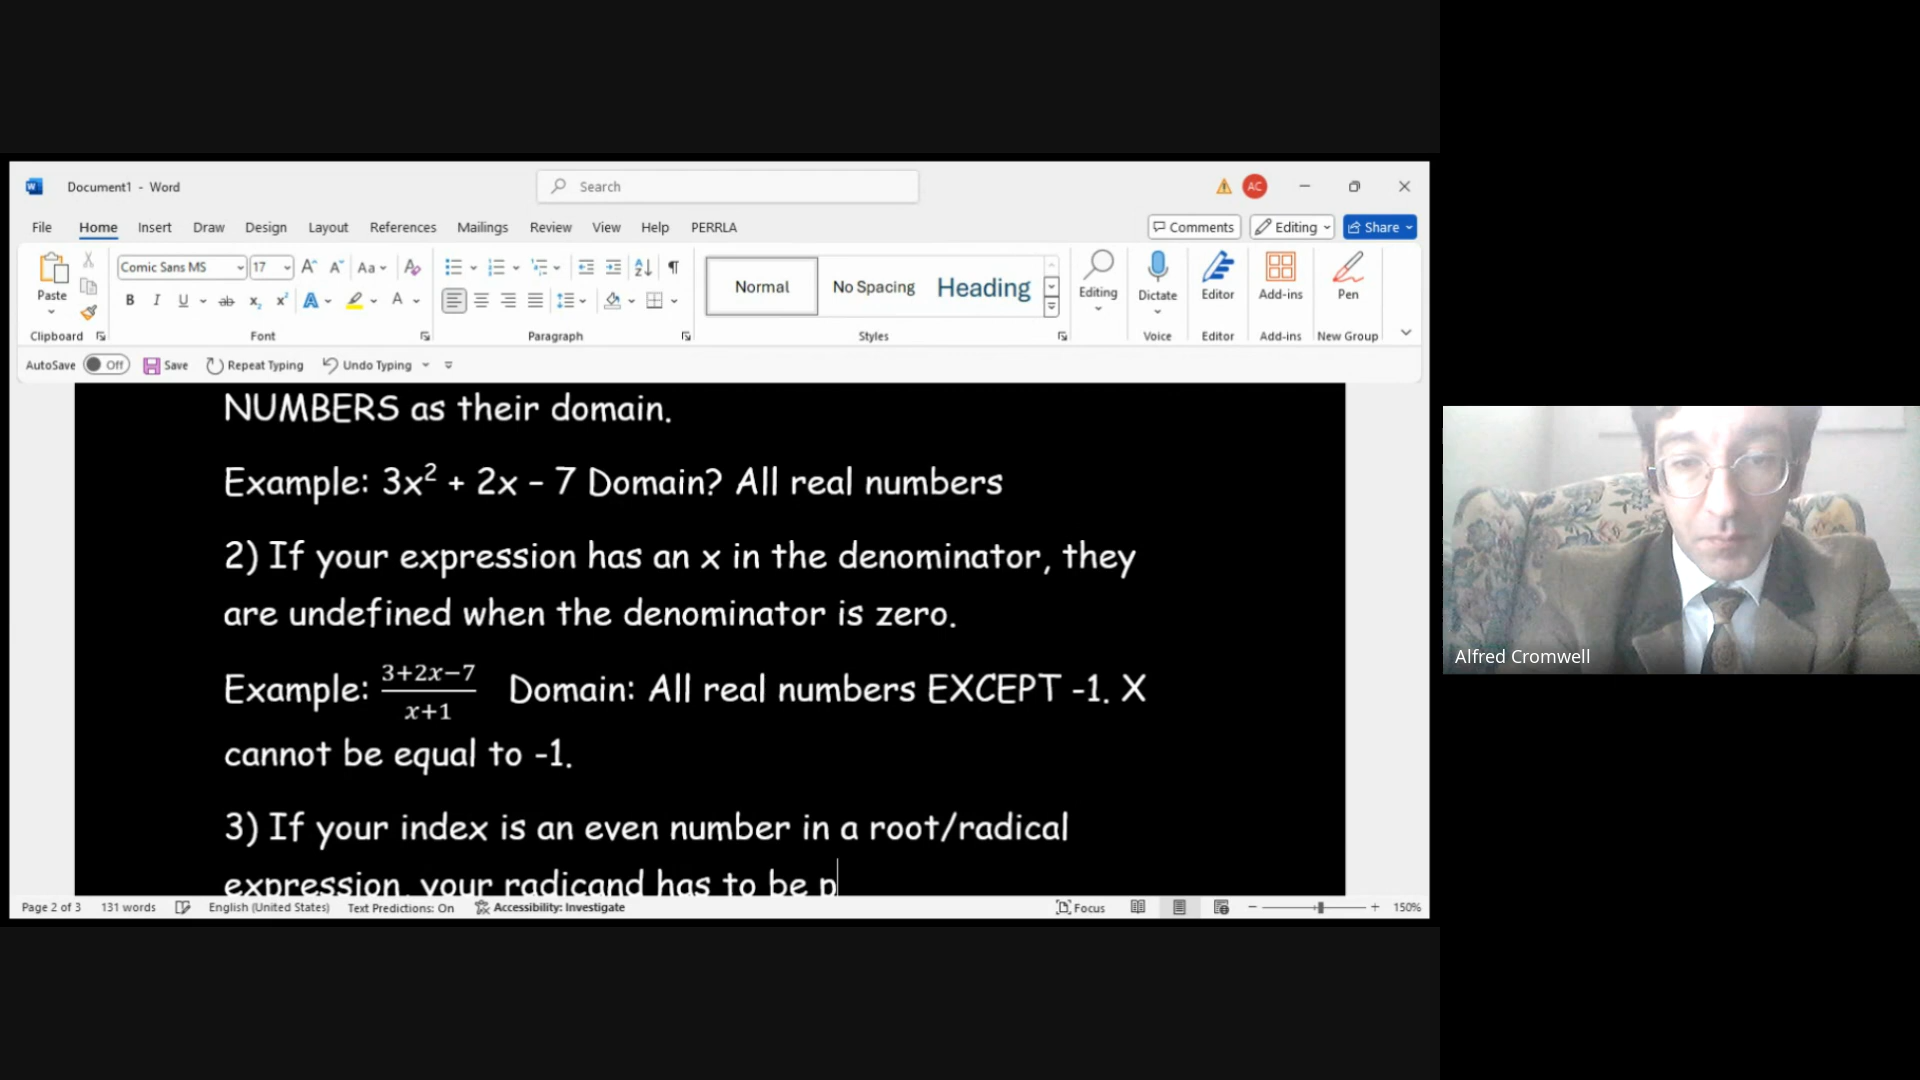 Document1 - Word
Search
AC
File Home Insert Draw Design Layout References Mailings Review View Help PERRLA
Comments Editing Share
Paste
Clipboard
Comic Sans MS 17
Aa
B I U ab x₂ x² A A
Font
Paragraph
Normal No Spacing Heading
Styles
Editing
Dictate
Voice
Editor
Editor
Add-ins
Add-ins
Pen
New Group
AutoSave Off Save Repeat Typing Undo Typing
NUMBERS as their domain.
Example: 3x² + 2x – 7 Domain? All real numbers
2) If your expression has an x in the denominator, they
are undefined when the denominator is zero.
Example: (3+2x−7)/(x+1) Domain: All real numbers EXCEPT -1. X
cannot be equal to -1.
3) If your index is an even number in a root/radical
expression, your radicand has to be p
Page 2 of 3 131 words English (United States) Text Predictions: On Accessibility: Investigate Focus 150%
Alfred Cromwell